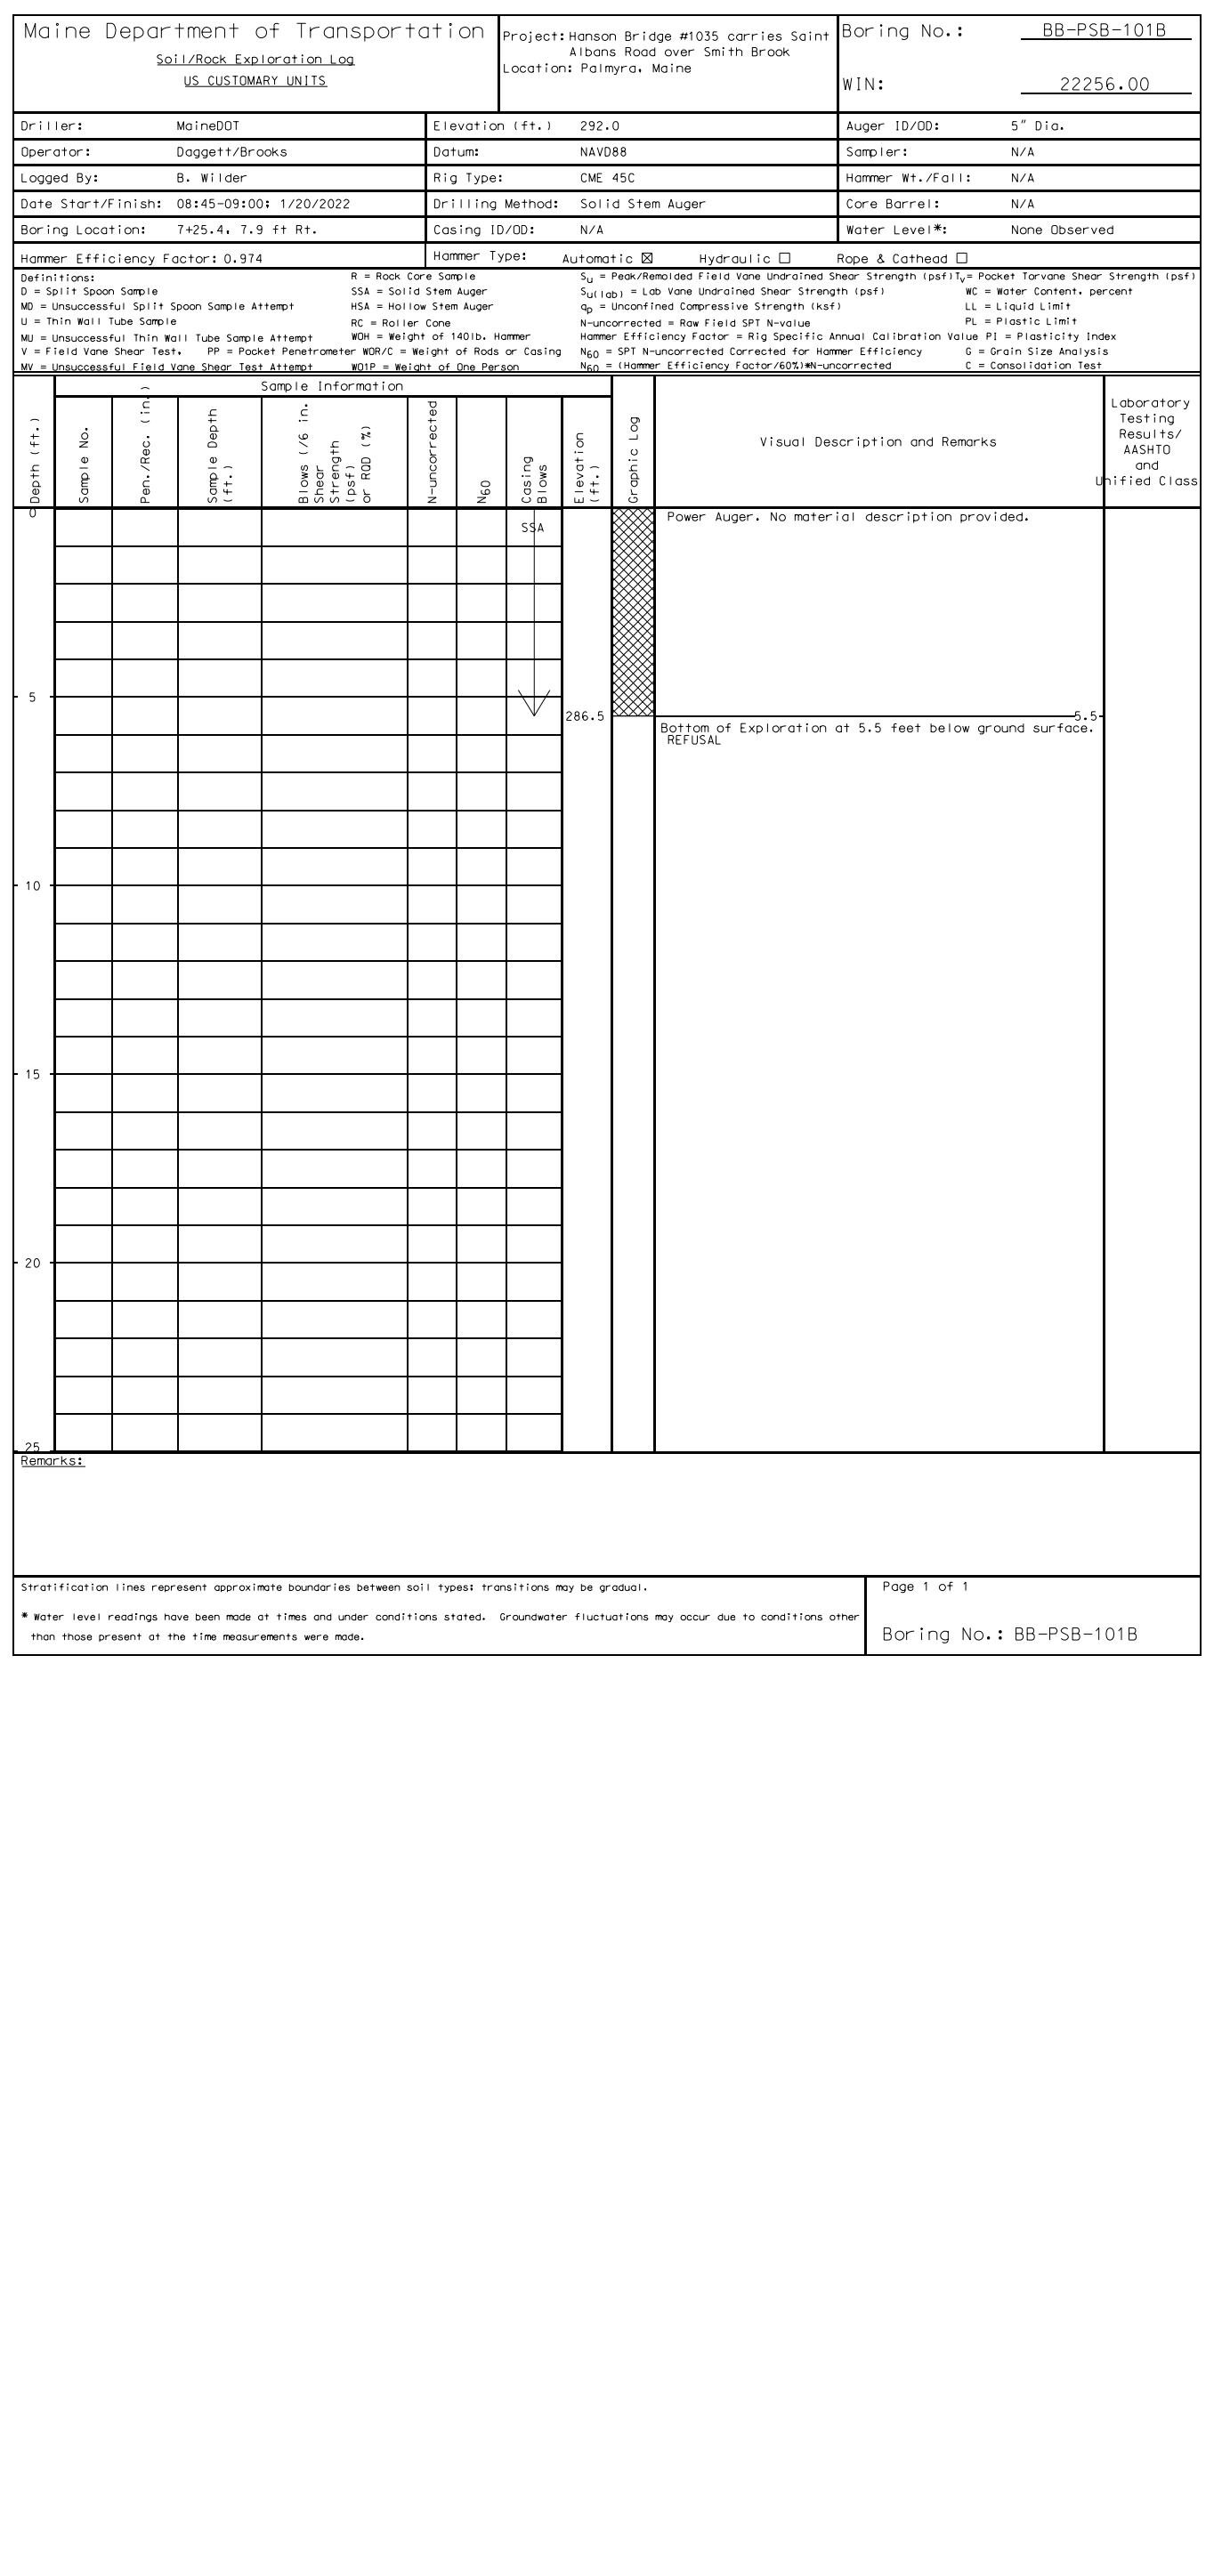 Maine Department of Transportation
Soil/Rock Exploration Log
US CUSTOMARY UNITS
Project: Hanson Bridge #1035 carries Saint
Albans Road over Smith Brook
Location: Palmyra, Maine
Boring No.: BB-PSB-101B
WIN: 22256.00
Driller: MaineDOT Elevation (ft.) 292.0 Auger ID/OD: 5" Dia.
Operator: Daggett/Brooks Datum: NAVD88 Sampler: N/A
Logged By: B. Wilder Rig Type: CME 45C Hammer Wt./Fall: N/A
Date Start/Finish: 08:45-09:00; 1/20/2022 Drilling Method: Solid Stem Auger Core Barrel: N/A
Boring Location: 7+25.4, 7.9 ft Rt. Casing ID/OD: N/A Water Level*: None Observed
Hammer Efficiency Factor: 0.974 Hammer Type: Automatic ☒ Hydraulic ☐ Rope & Cathead ☐
Definitions:
D = Split Spoon Sample
MD = Unsuccessful Split Spoon Sample Attempt
U = Thin Wall Tube Sample
MU = Unsuccessful Thin Wall Tube Sample Attempt
V = Field Vane Shear Test, PP = Pocket Penetrometer
MV = Unsuccessful Field Vane Shear Test Attempt
R = Rock Core Sample
SSA = Solid Stem Auger
HSA = Hollow Stem Auger
RC = Roller Cone
WOH = Weight of 140lb. Hammer
WOR/C = Weight of Rods or Casing
WO1P = Weight of One Person
Su = Peak/Remolded Field Vane Undrained Shear Strength (psf)
Su(lab) = Lab Vane Undrained Shear Strength (psf)
qp = Unconfined Compressive Strength (ksf)
N-uncorrected = Raw Field SPT N-value
Hammer Efficiency Factor = Rig Specific Annual Calibration Value
N60 = SPT N-uncorrected Corrected for Hammer Efficiency
N60 = (Hammer Efficiency Factor/60%)*N-uncorrected
Tv = Pocket Torvane Shear Strength (psf)
WC = Water Content, percent
LL = Liquid Limit
PL = Plastic Limit
PI = Plasticity Index
G = Grain Size Analysis
C = Consolidation Test
Sample Information
Depth (ft.)
Sample No.
Pen./Rec. (in.)
Sample Depth
(ft.)
Blows (/6 in.
Shear
Strength
(psf)
or RQD (%)
N-uncorrected
N60
Casing
Blows
Elevation
(ft.)
Graphic Log
Visual Description and Remarks
Laboratory
Testing
Results/
AASHTO
and
Unified Class
0
SSA
Power Auger. No material description provided.
5
286.5
5.5
Bottom of Exploration at 5.5 feet below ground surface.
REFUSAL
10
15
20
25
Remarks:
Stratification lines represent approximate boundaries between soil types; transitions may be gradual.
* Water level readings have been made at times and under conditions stated. Groundwater fluctuations may occur due to conditions other
than those present at the time measurements were made.
Page 1 of 1
Boring No.: BB-PSB-101B